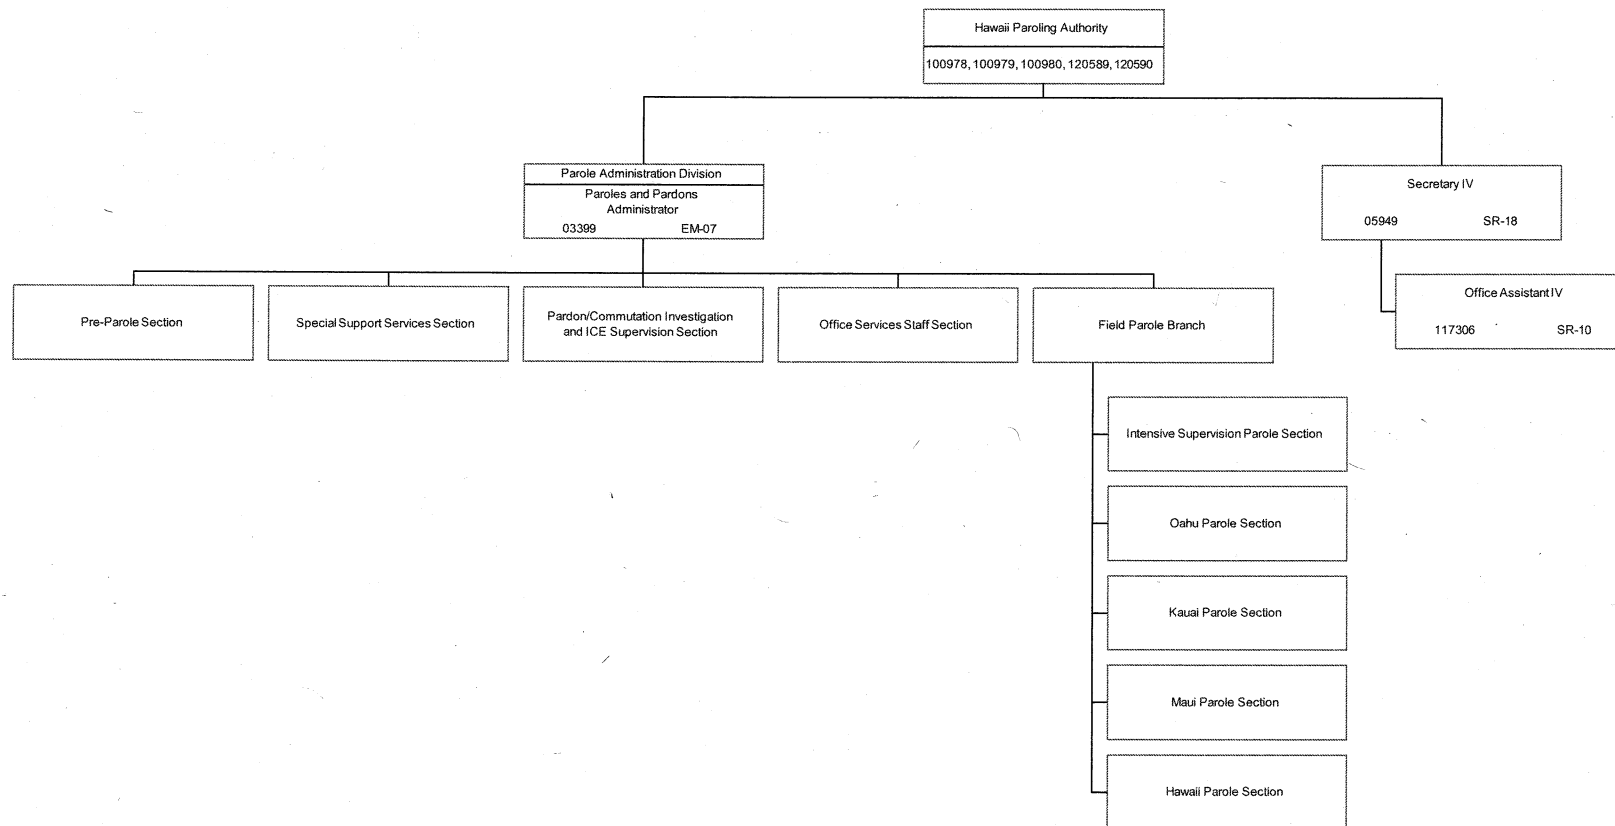 Hawaii Paroling Authority
100978, 100979, 100980, 120589, 120590
Parole Administration Division
Paroles and Pardons
Administrator
03399 EM-07
Secretary IV
05949 SR-18
Office Assistant IV
117306 SR-10
Pre-Parole Section
Special Support Services Section
Pardon/Commutation Investigation
and ICE Supervision Section
Office Services Staff Section
Field Parole Branch
Intensive Supervision Parole Section
Oahu Parole Section
Kauai Parole Section
Maui Parole Section
Hawaii Parole Section